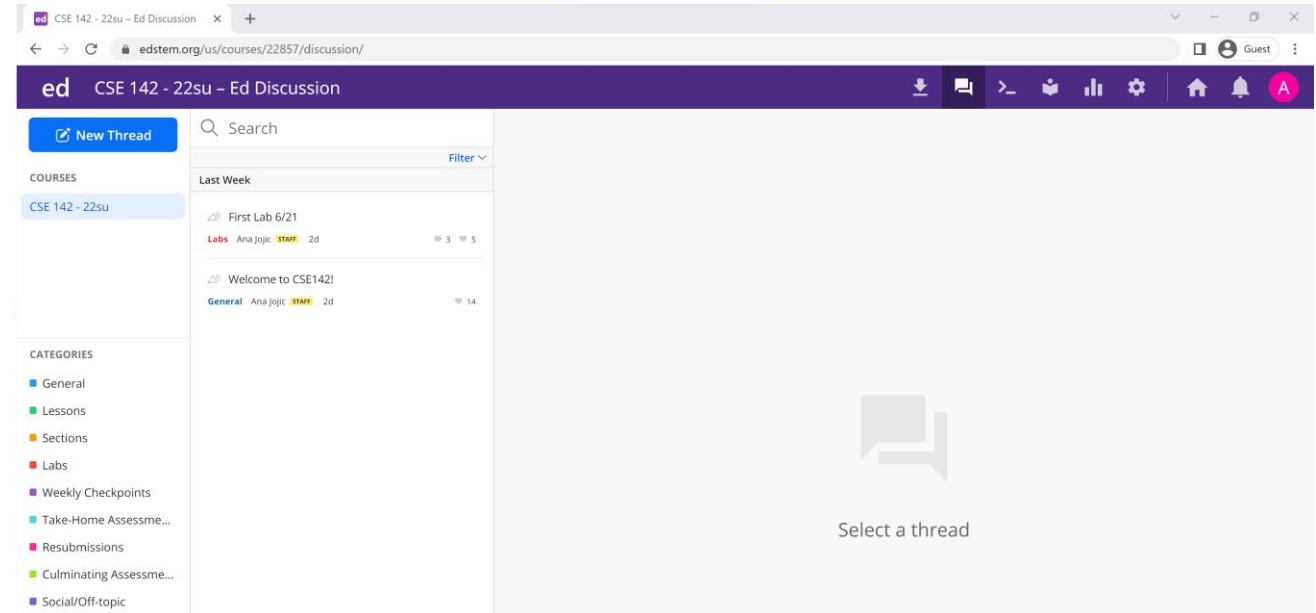 ed CSE 142 - 22su – Ed Discussion
edstem.org/us/courses/22857/discussion/
Guest
ed CSE 142 - 22su – Ed Discussion
A
New Thread
Search
Filter
COURSES
Last Week
CSE 142 - 22su
First Lab 6/21
Labs Ana Jojic STAFF 2d 3 5
Welcome to CSE142!
General Ana Jojic STAFF 2d 14
CATEGORIES
General
Lessons
Sections
Labs
Weekly Checkpoints
Take-Home Assessme...
Resubmissions
Culminating Assessme...
Social/Off-topic
Select a thread